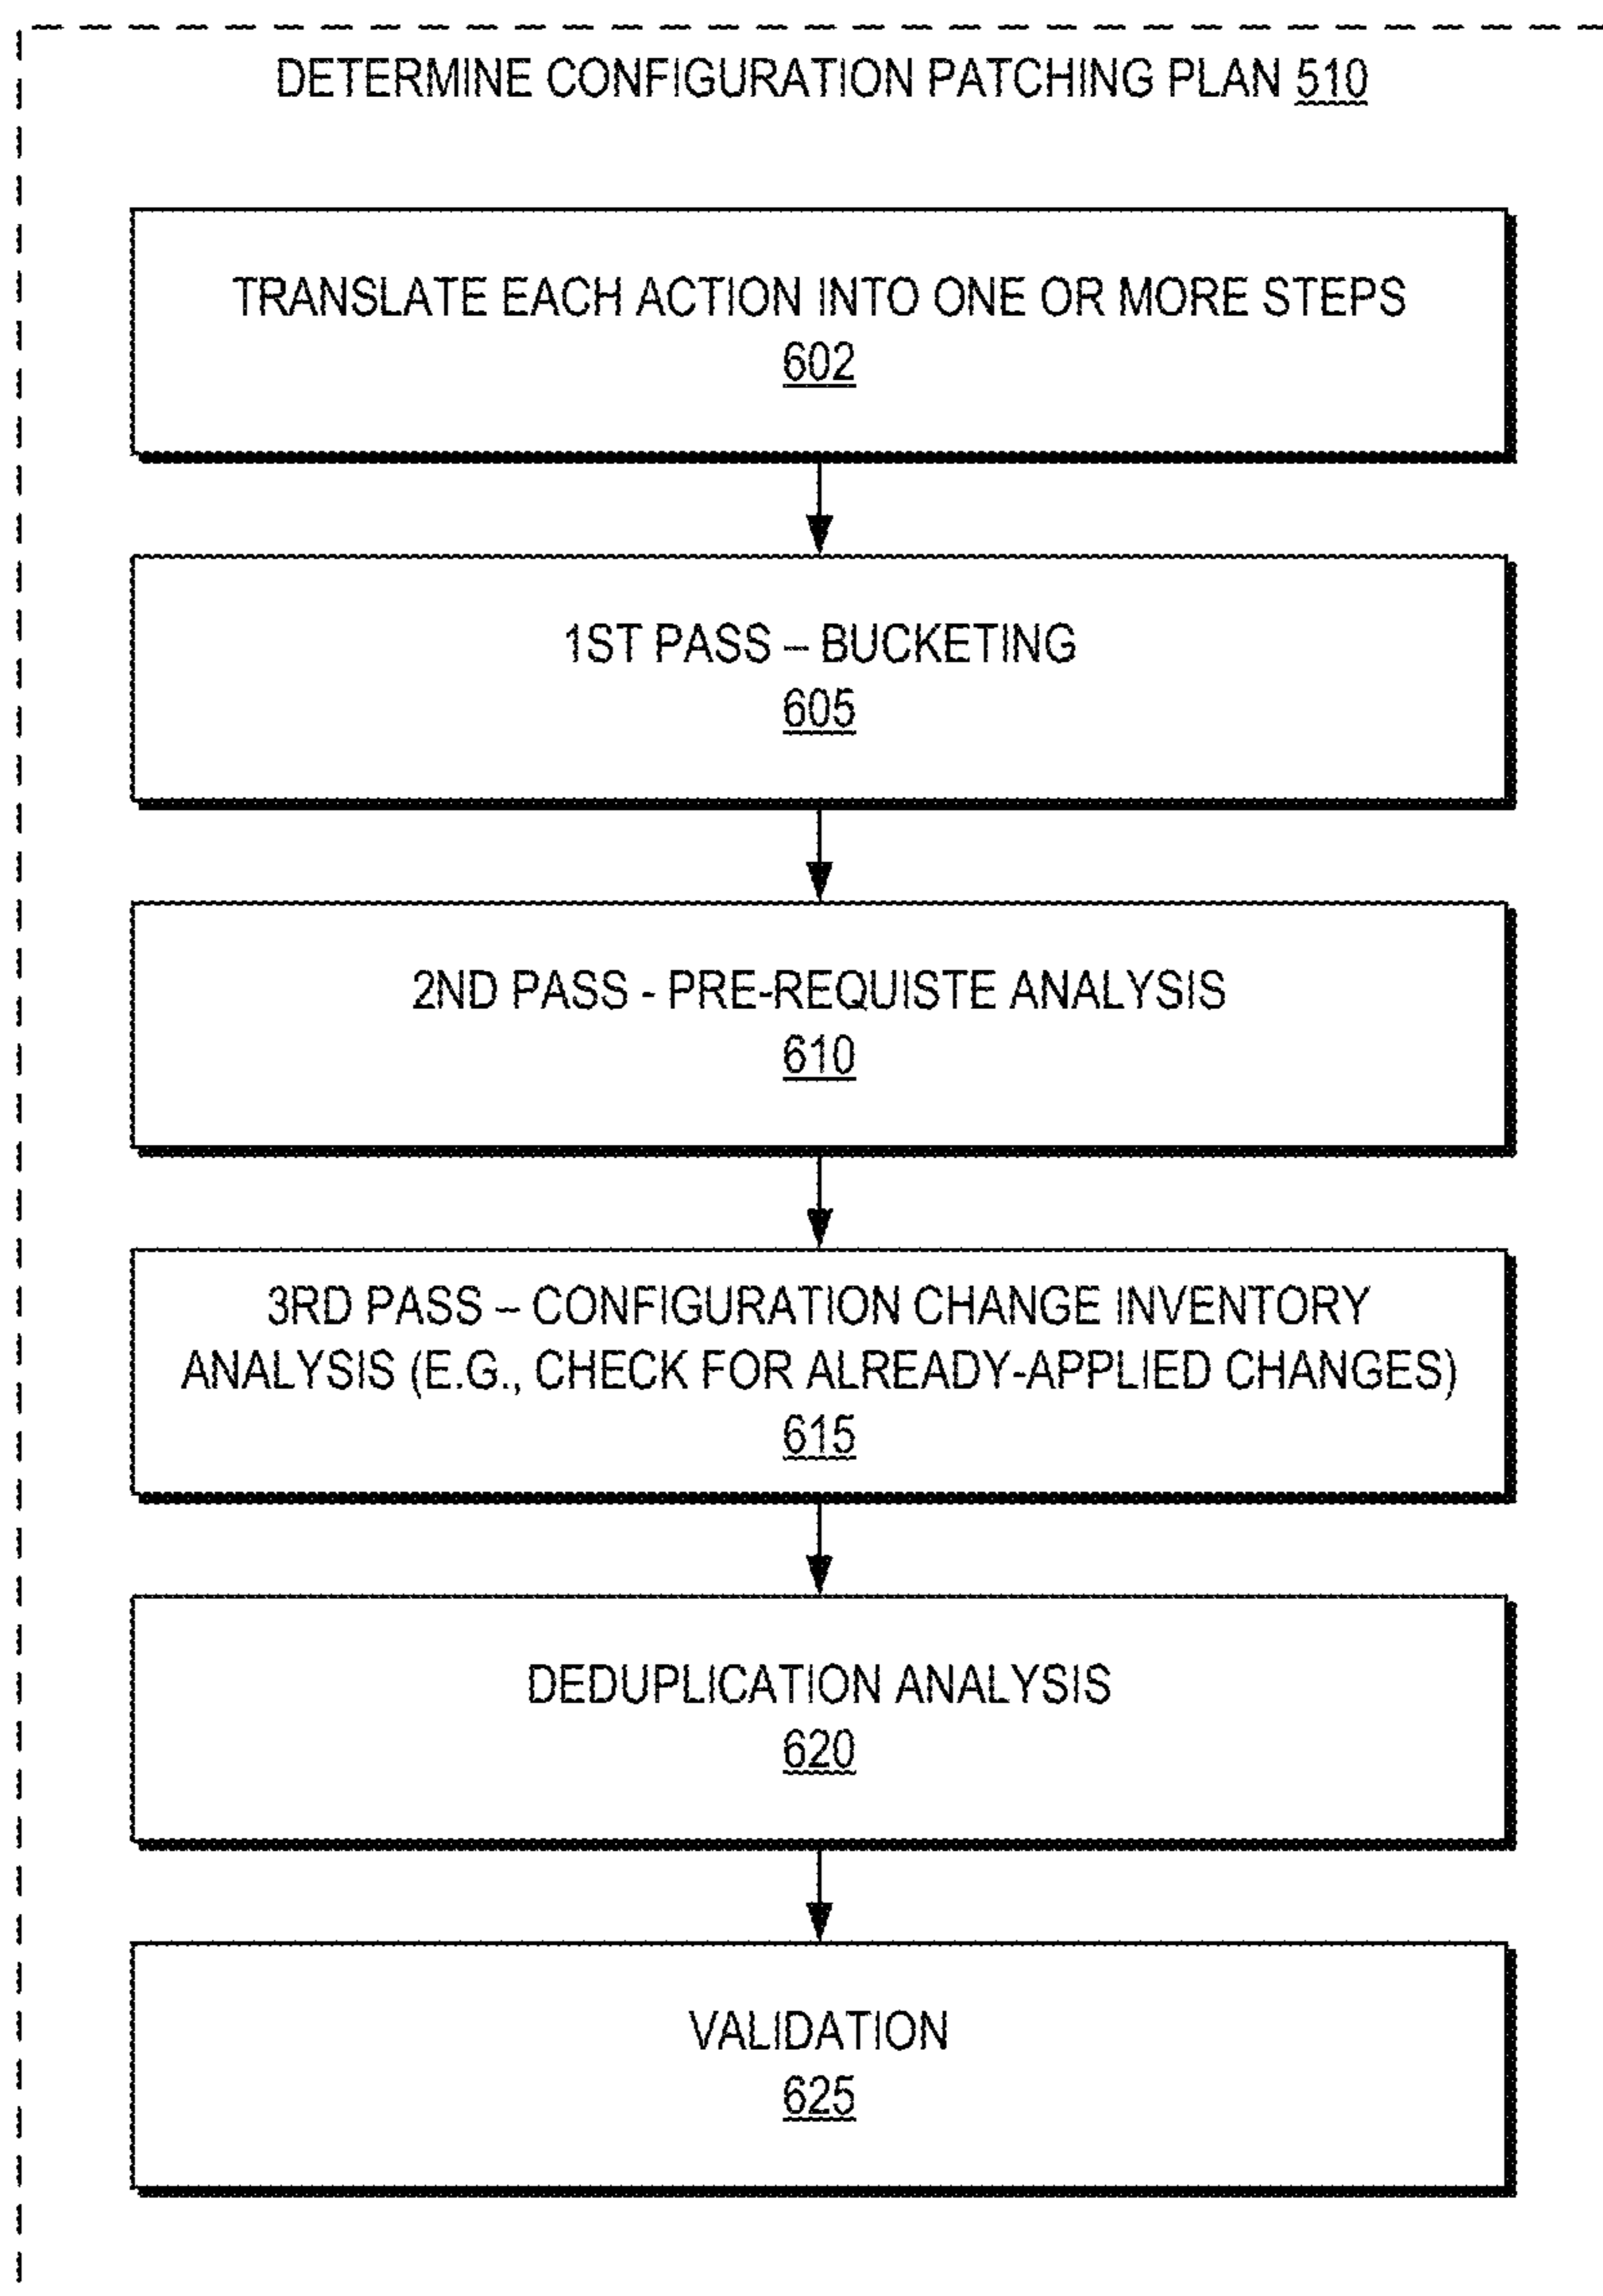 DETERMINE CONFIGURATION PATCHING PLAN 510
TRANSLATE EACH ACTION INTO ONE OR MORE STEPS
602
1ST PASS – BUCKETING
605
2ND PASS - PRE-REQUISTE ANALYSIS
610
3RD PASS – CONFIGURATION CHANGE INVENTORY
ANALYSIS (E.G., CHECK FOR ALREADY-APPLIED CHANGES)
615
DEDUPLICATION ANALYSIS
620
VALIDATION
625